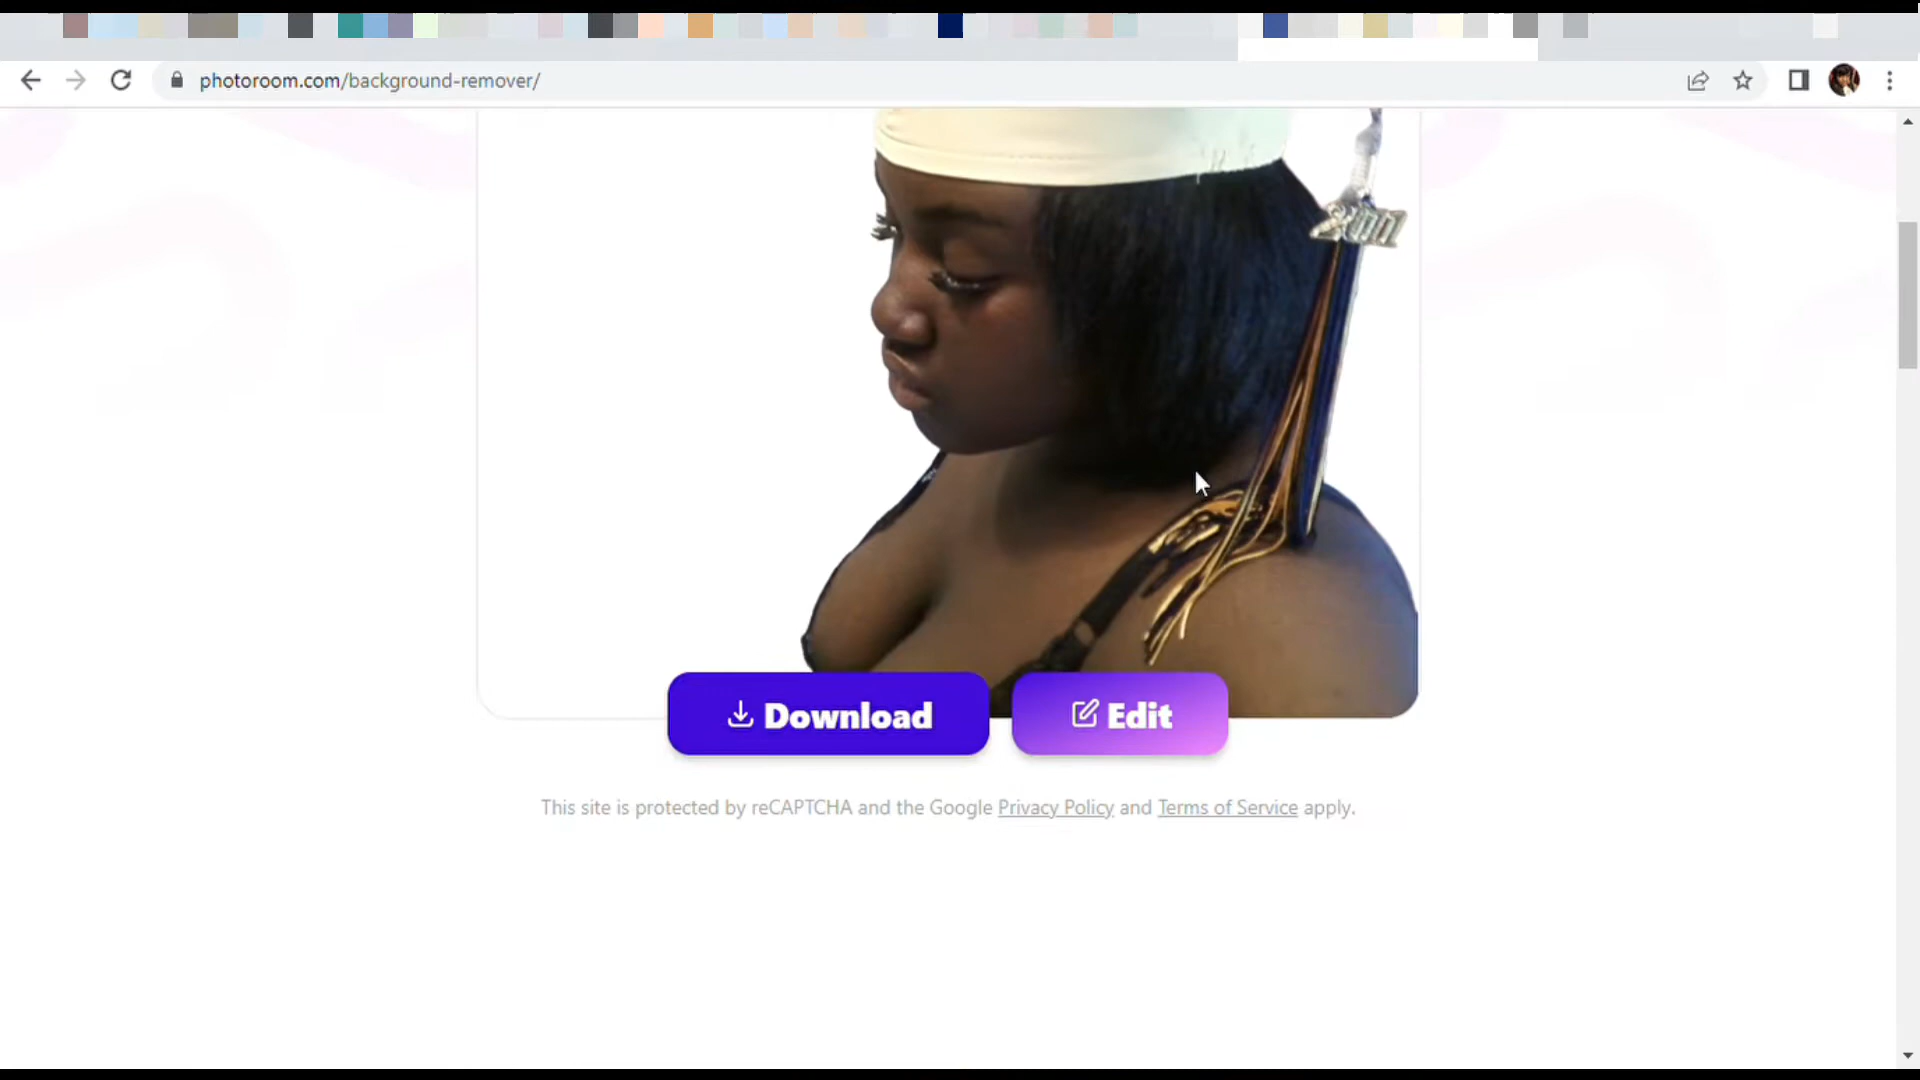 photoroom.com/background-remover/
Download
Edit
This site is protected by reCAPTCHA and the Google Privacy Policy and Terms of Service apply.